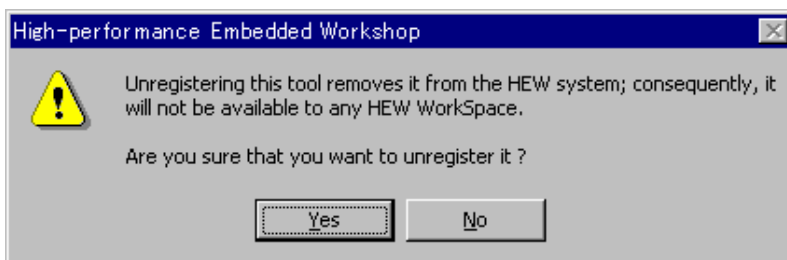 High-performance Embedded Workshop
Unregistering this tool removes it from the HEW system; consequently, it
will not be available to any HEW WorkSpace.
Are you sure that you want to unregister it ?
Yes No